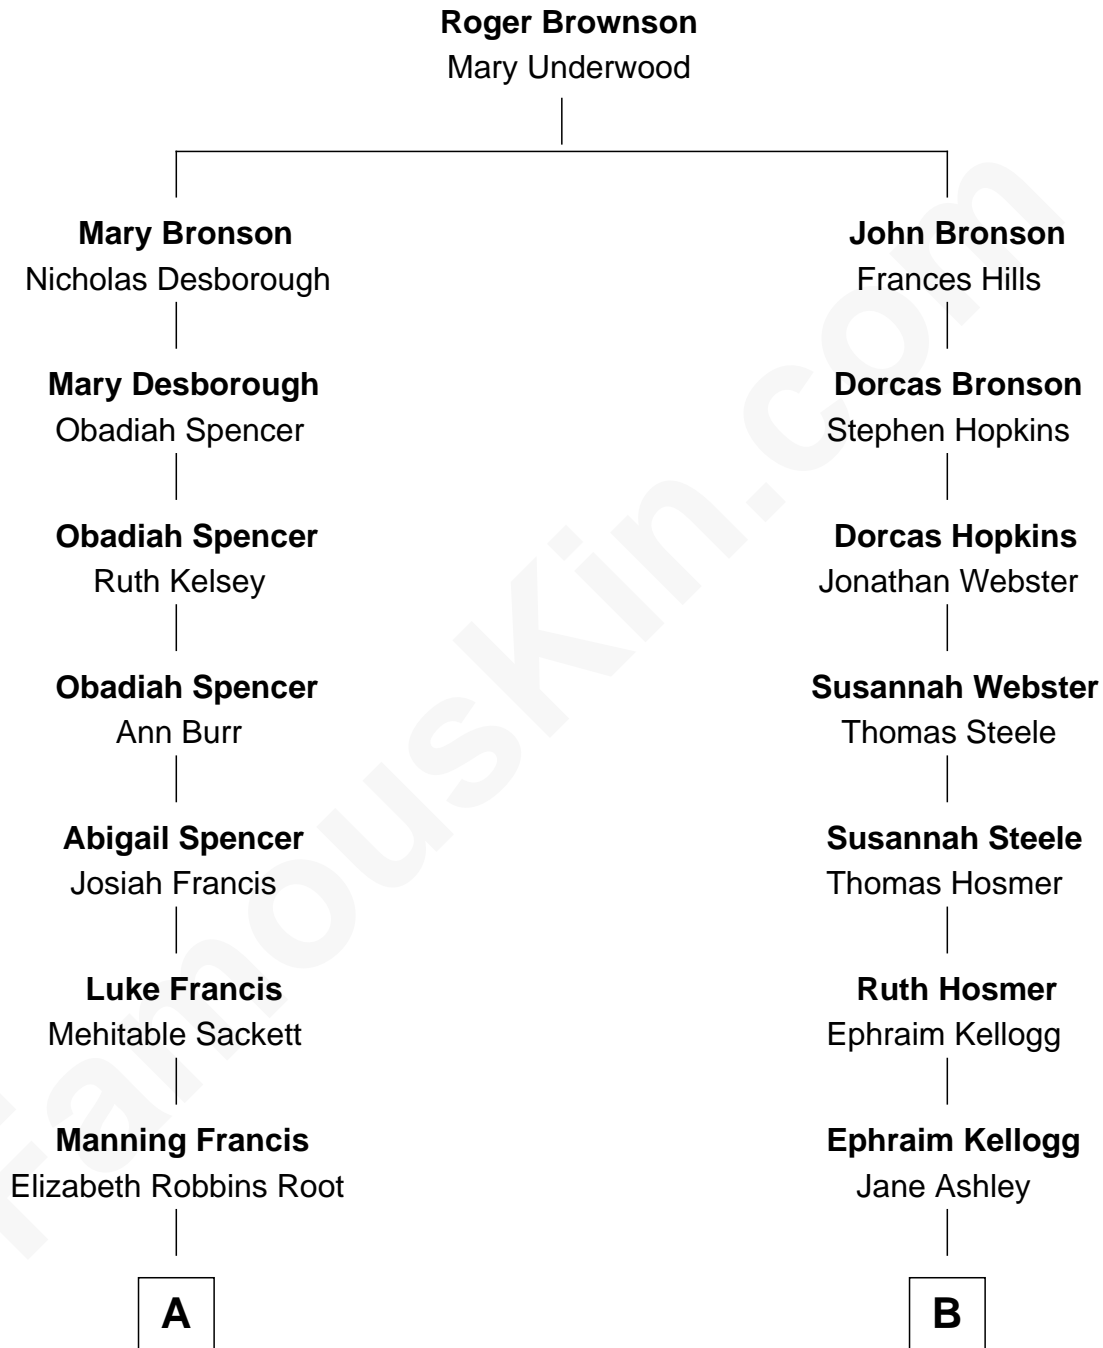 Roger Brownson
Mary Underwood
Mary Bronson
Nicholas Desborough
John Bronson
Frances Hills
Mary Desborough
Obadiah Spencer
Dorcas Bronson
Stephen Hopkins
Obadiah Spencer
Ruth Kelsey
Dorcas Hopkins
Jonathan Webster
Obadiah Spencer
Ann Burr
Susannah Webster
Thomas Steele
Abigail Spencer
Josiah Francis
Susannah Steele
Thomas Hosmer
Luke Francis
Mehitable Sackett
Ruth Hosmer
Ephraim Kellogg
Manning Francis
Elizabeth Robbins Root
Ephraim Kellogg
Jane Ashley
A
B
FamousKin.com